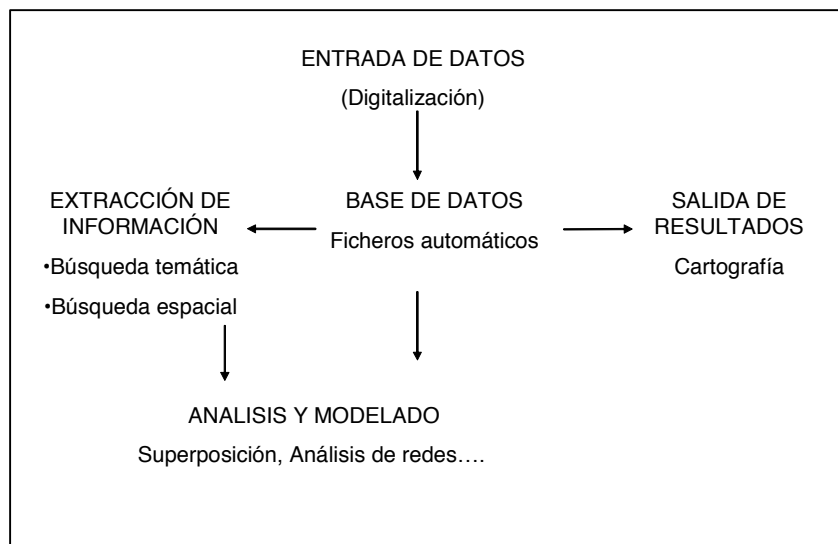 ENTRADA DE DATOS
(Digitalización)
EXTRACCIÓN DE
INFORMACIÓN
•Búsqueda temática
•Búsqueda espacial
BASE DE DATOS
Ficheros automáticos
SALIDA DE
RESULTADOS
Cartografía
ANALISIS Y MODELADO
Superposición, Análisis de redes….